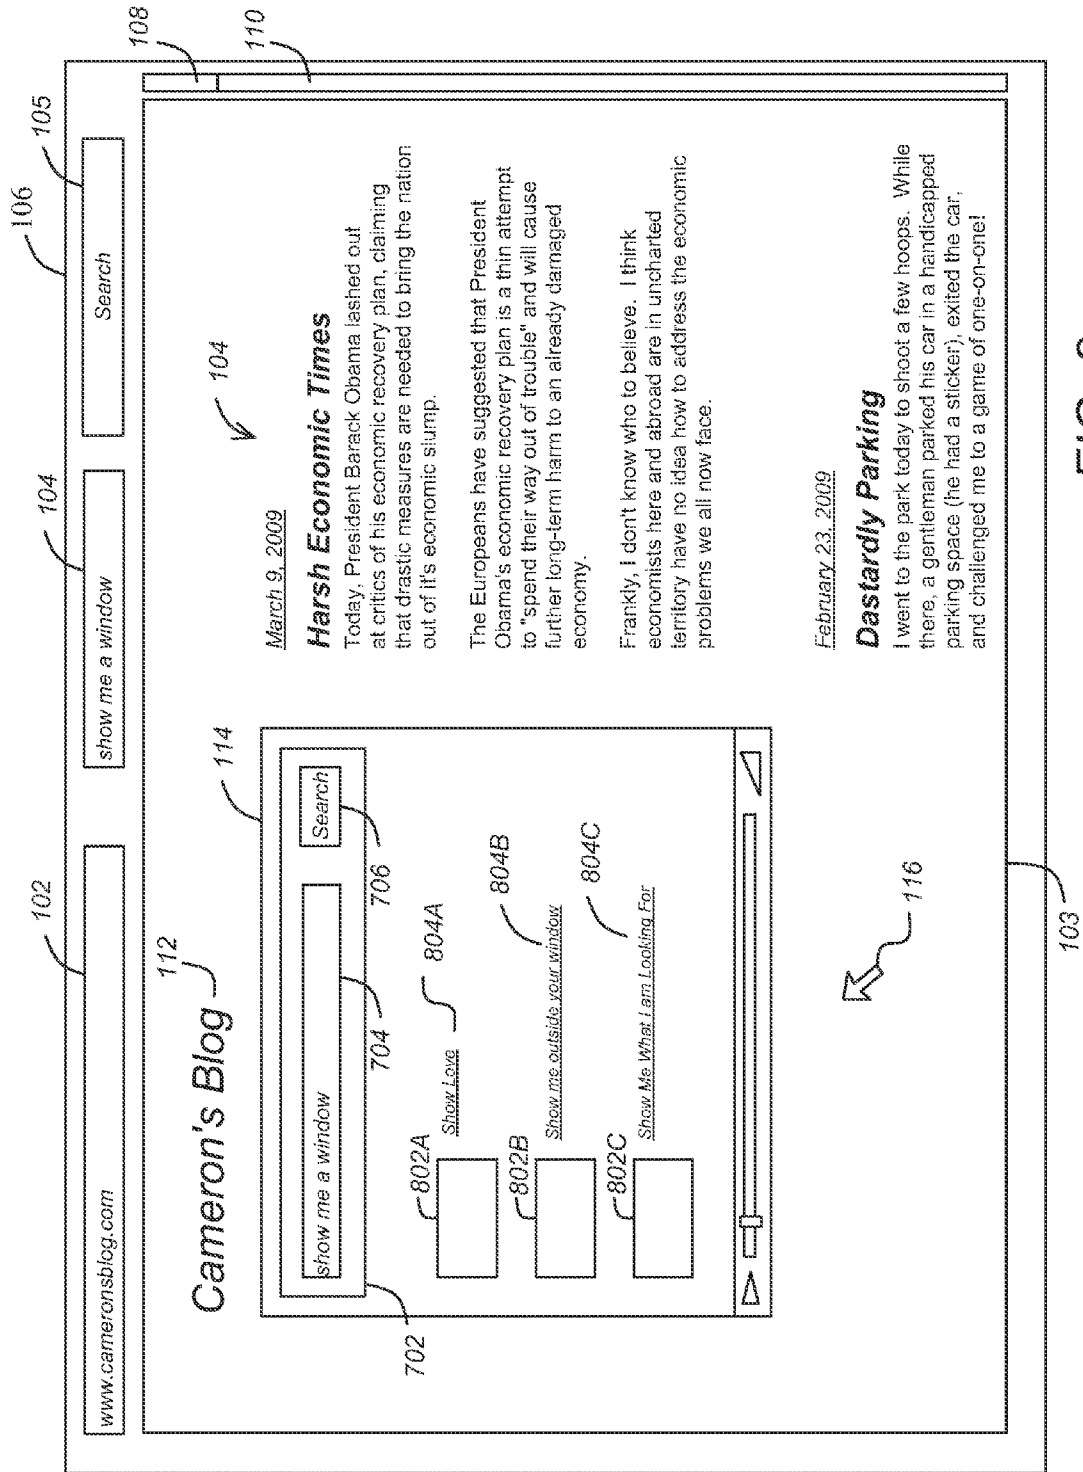 106
102
104
105
108
www.cameronsblog.com
show me a window
Search
110
Cameron's Blog
112
114
104
show me a window
Search
702
704
706
802A
Show Love
804A
802B
Show me outside your window
804B
802C
Show Me What I am Looking For
804C
March 9, 2009
Harsh Economic Times
Today, President Barack Obama lashed out
at critics of his economic recovery plan, claiming
that drastic measures are needed to bring the nation
out of it's economic slump.
The Europeans have suggested that President
Obama's economic recovery plan is a thin attempt
to "spend their way out of trouble" and will cause
further long-term harm to an already damaged
economy.
Frankly, I don't know who to believe. I think
economists here and abroad are in uncharted
territory have no idea how to address the economic
problems we all now face.
February 23, 2009
Dastardly Parking
I went to the park today to shoot a few hoops. While
there, a gentleman parked his car in a handicapped
parking space (he had a sticker), exited the car,
and challenged me to a game of one-on-one!
116
103